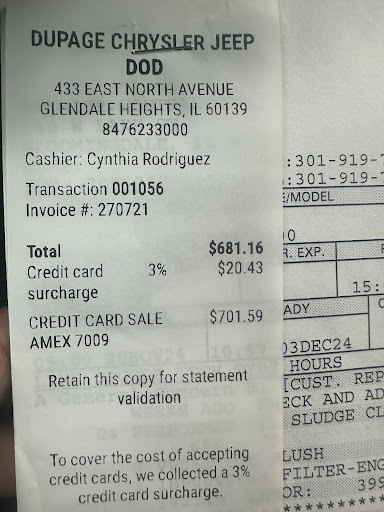 DUPAGE CHRYSLER JEEP
DOD
433 EAST NORTH AVENUE
GLENDALE HEIGHTS, IL 60139
8476233000
Cashier: Cynthia Rodriguez
Transaction 001056
Invoice #: 270721
Total $681.16
Credit card 3% $20.43
surcharge
CREDIT CARD SALE $701.59
AMEX 7009
Retain this copy for statement
validation
To cover the cost of accepting
credit cards, we collected a 3%
credit card surcharge.
:301-919-
:301-919-
/MODEL
R. EXP.
15:
ADY
03DEC24
HOURS
CUST. REP
ECK AND AD
SLUDGE CL
LUSH
FILTER-ENG
OR: 399
**********